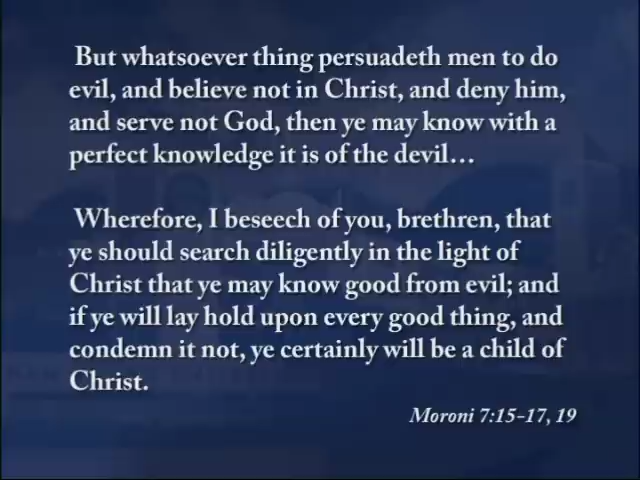 But whatsoever thing persuadeth men to do
evil, and believe not in Christ, and deny him,
and serve not God, then ye may know with a
perfect knowledge it is of the devil...
Wherefore, I beseech of you, brethren, that
ye should search diligently in the light of
Christ that ye may know good from evil; and
if ye will lay hold upon every good thing, and
condemn it not, ye certainly will be a child of
Christ.
Moroni 7:15-17, 19